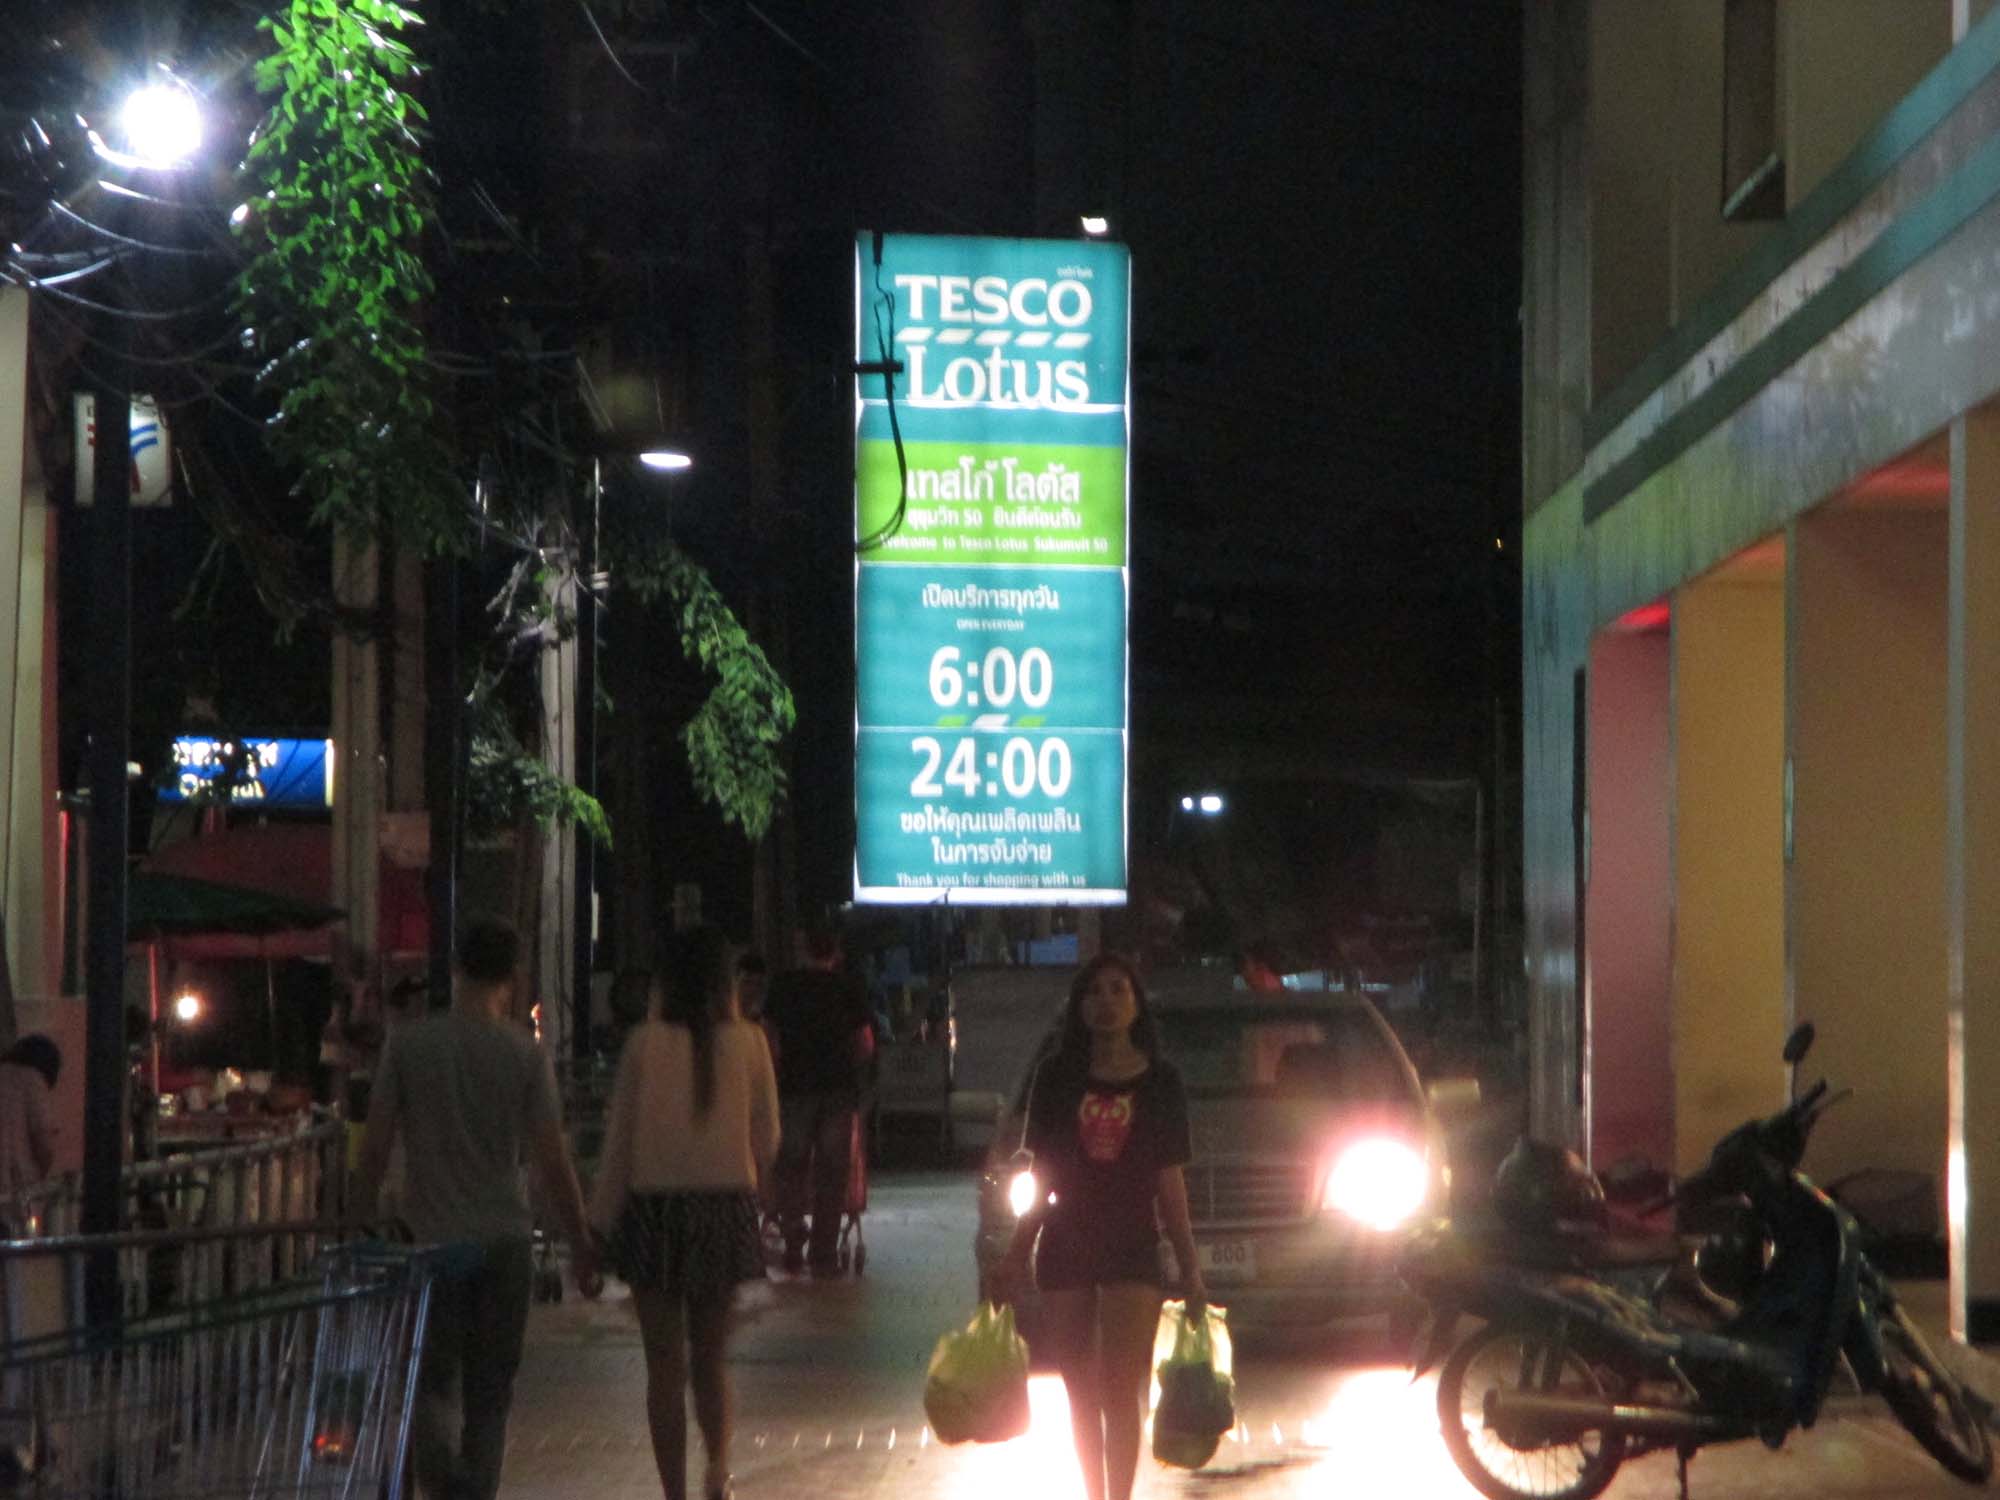 TESCO
Lotus
เทสโก้ โลตัส
สุขุมวิท 50 ยินดีต้อนรับ
Welcome to Tesco Lotus Sukumvit 50
เปิดบริการทุกวัน
OPEN EVERYDAY
6:00
24:00
ขอให้คุณเพลิดเพลิน
ในการจับจ่าย
Thank you for shopping with us